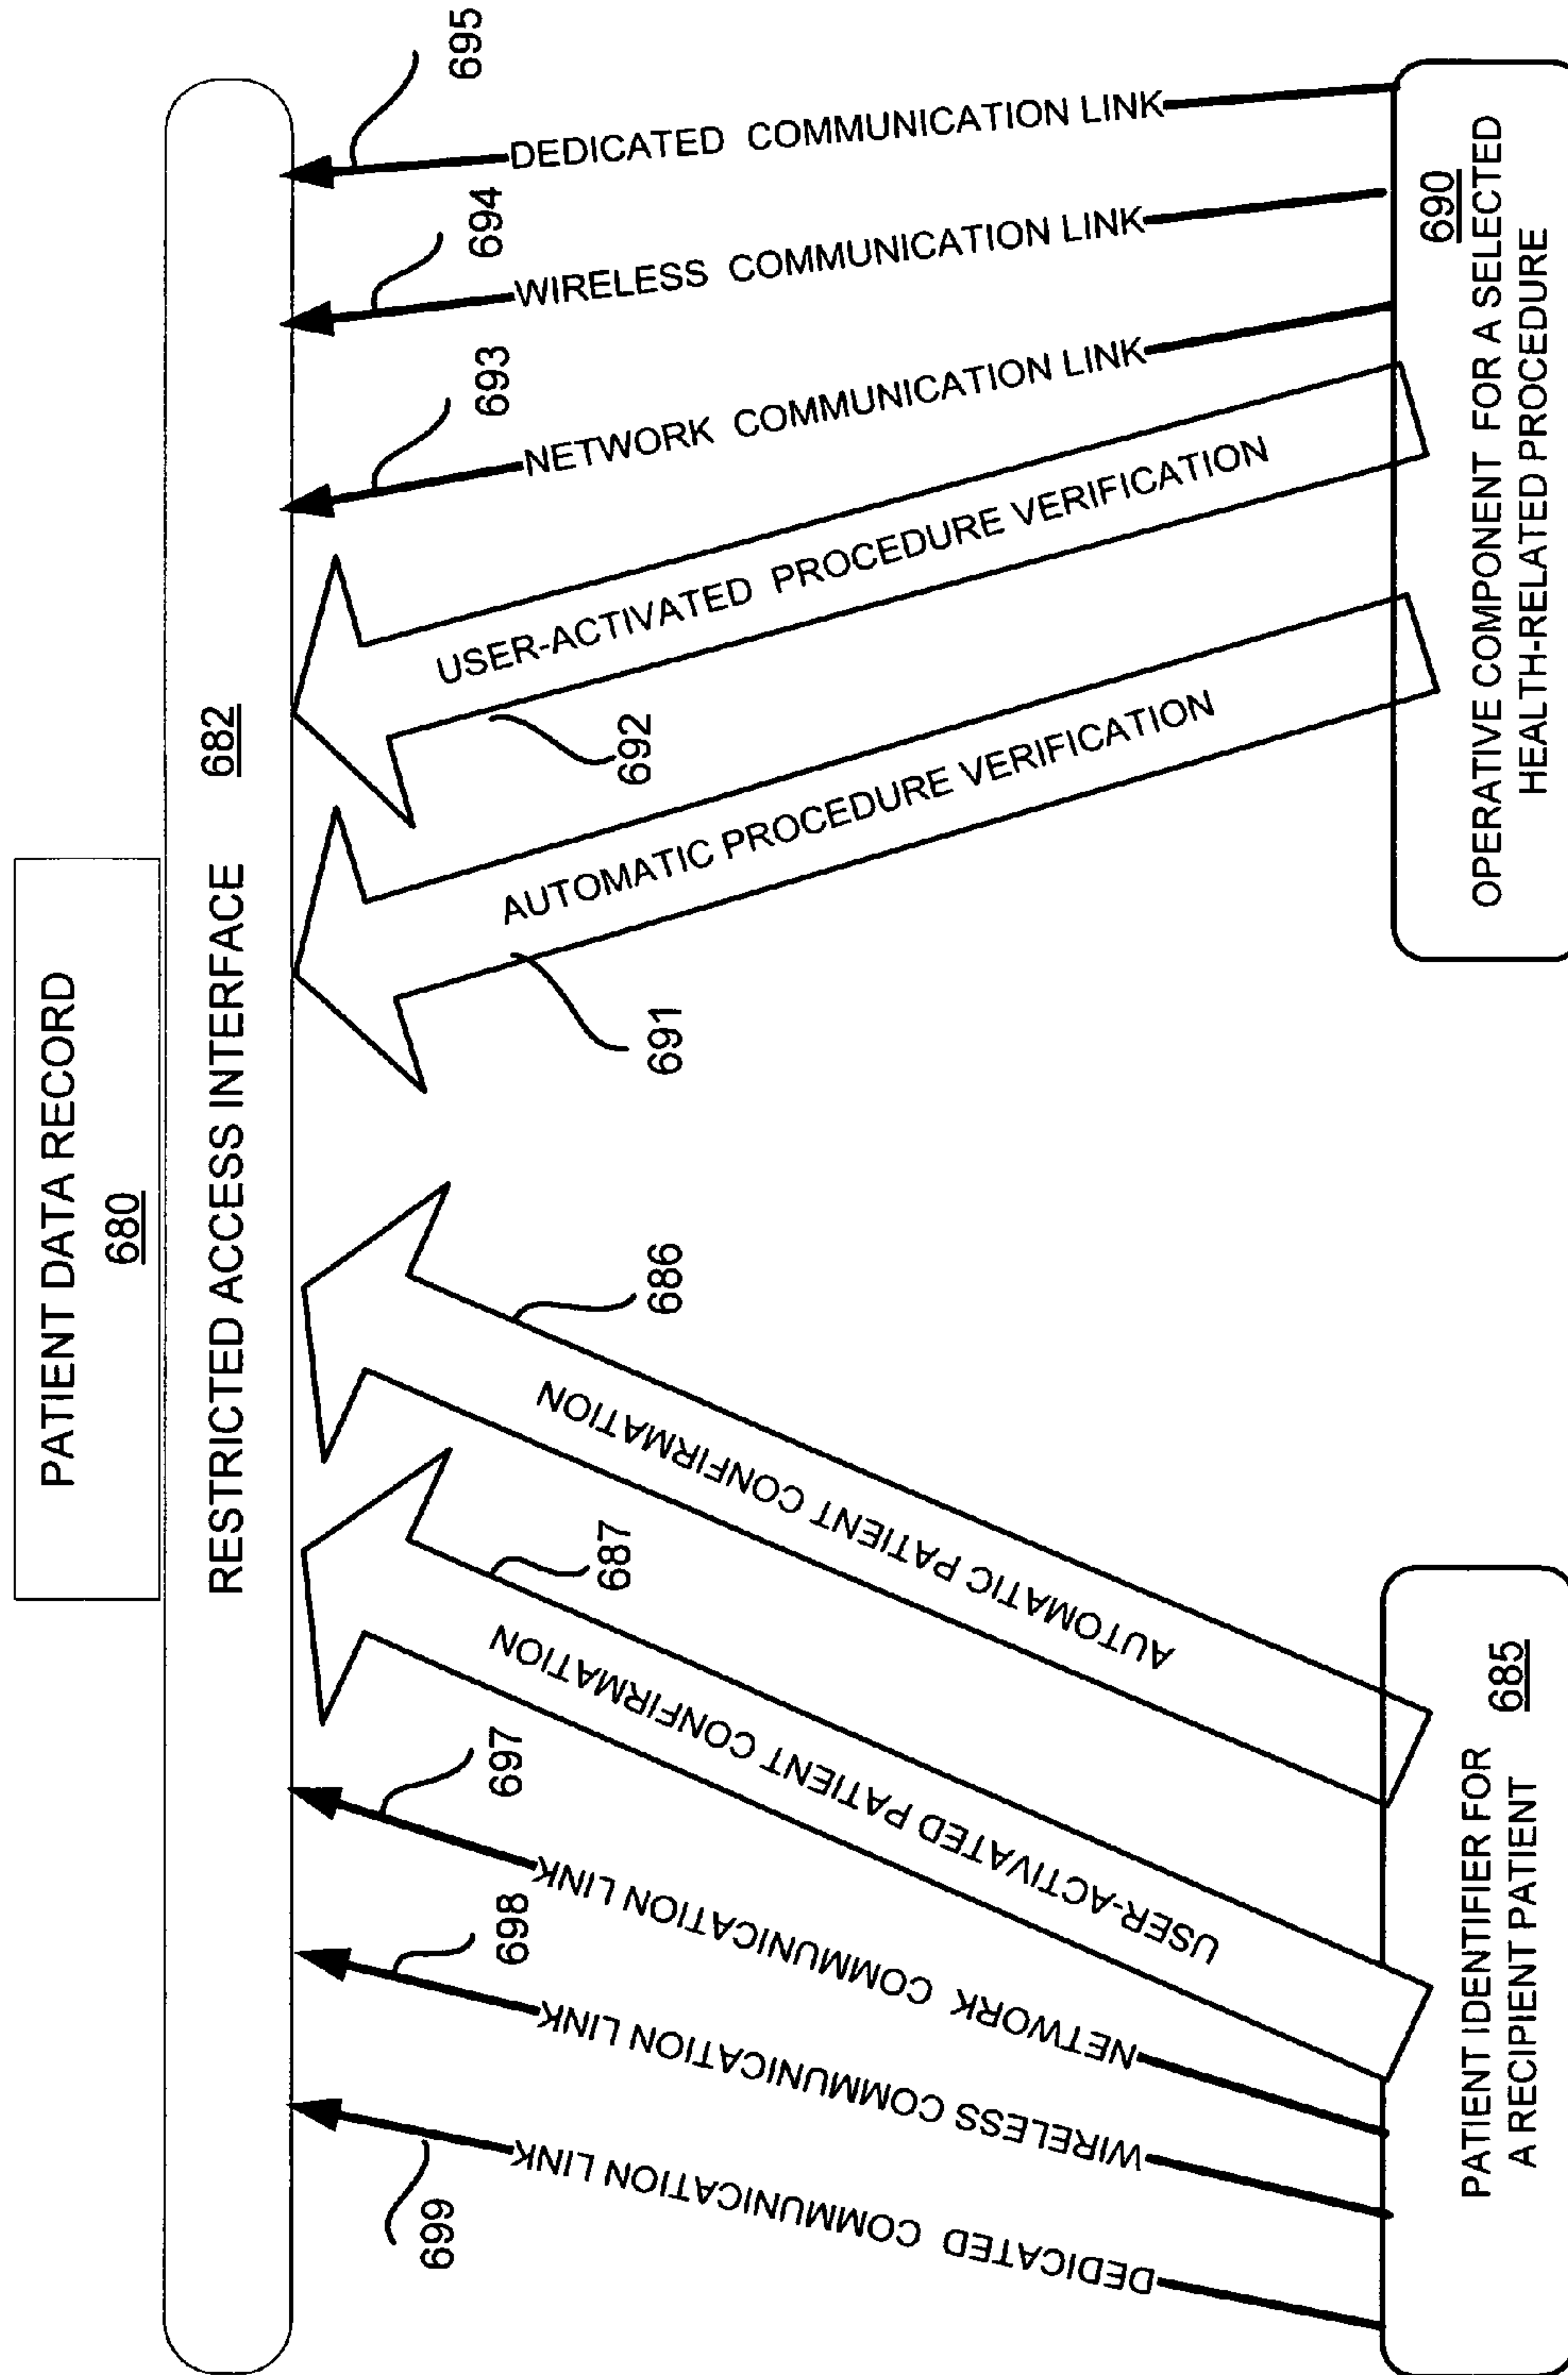 PATIENT DATA RECORD
680
RESTRICTED ACCESS INTERFACE 682
699
698
697
687
686
691
692
693
694
695
DEDICATED COMMUNICATION LINK
WIRELESS COMMUNICATION LINK
NETWORK COMMUNICATION LINK
USER-ACTIVATED PATIENT CONFIRMATION
AUTOMATIC PATIENT CONFIRMATION
AUTOMATIC PROCEDURE VERIFICATION
USER-ACTIVATED PROCEDURE VERIFICATION
NETWORK COMMUNICATION LINK
WIRELESS COMMUNICATION LINK
DEDICATED COMMUNICATION LINK
PATIENT IDENTIFIER FOR 685
A RECIPIENT PATIENT
690
OPERATIVE COMPONENT FOR A SELECTED
HEALTH-RELATED PROCEDURE